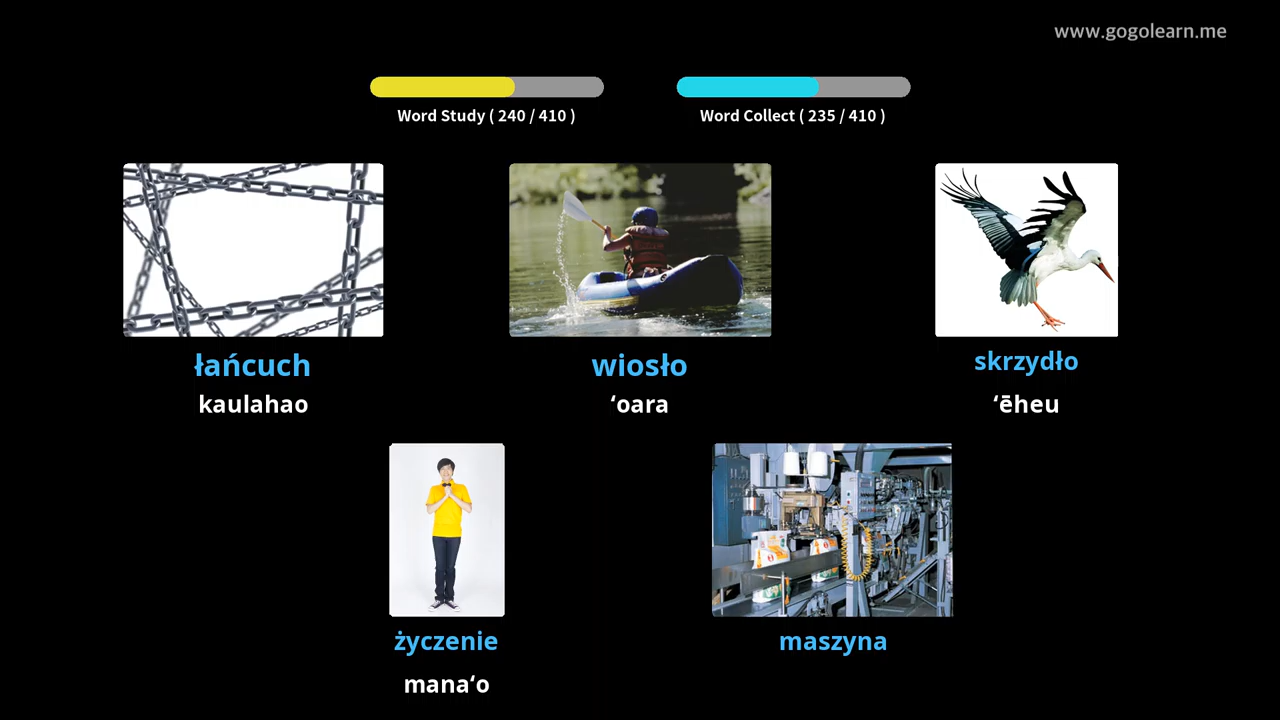 www.gogolearn.me
Word Study ( 240 / 410 )
Word Collect ( 235 / 410 )
łańcuch
kaulahao
wiosło
ʻoara
skrzydło
ʻēheu
życzenie
manaʻo
maszyna